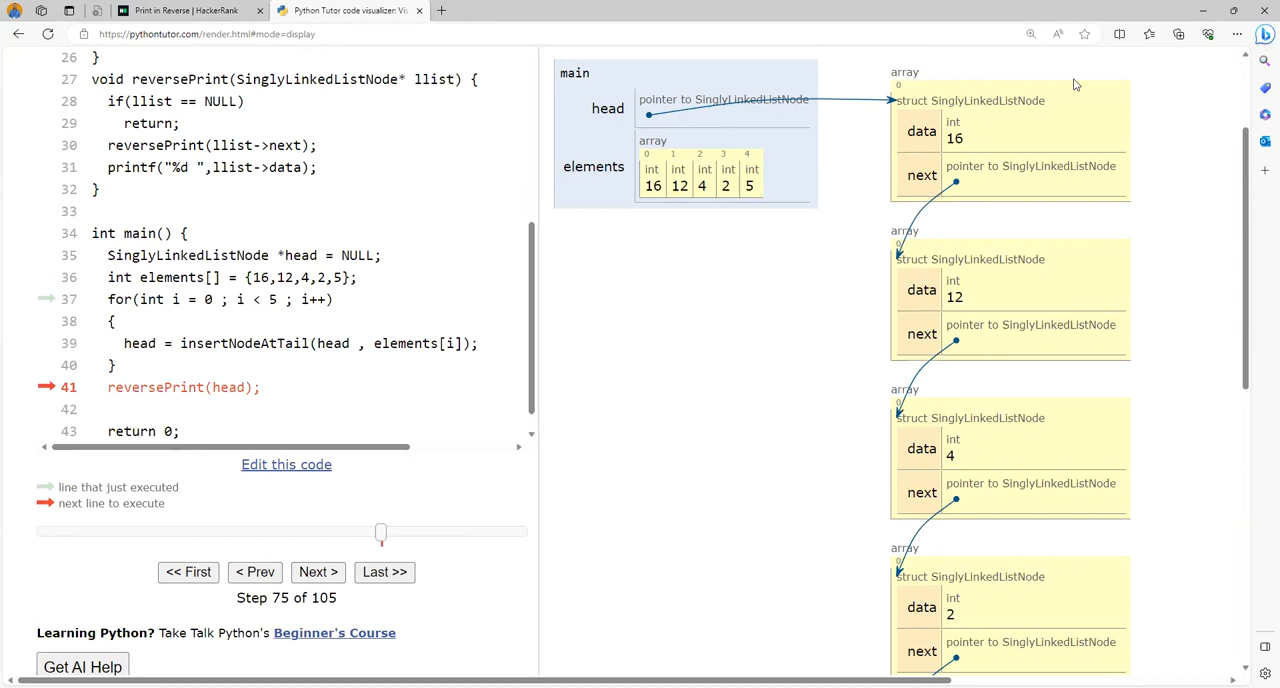 Print in Reverse | HackerRank
Python Tutor code visualizer: Vi
https://pythontutor.com/render.html#mode=display
26 }
27 void reversePrint(SinglyLinkedListNode* llist) {
28 if(llist == NULL)
29 return;
30 reversePrint(llist->next);
31 printf("%d ",llist->data);
32 }
33
34 int main() {
35 SinglyLinkedListNode *head = NULL;
36 int elements[] = {16,12,4,2,5};
37 for(int i = 0 ; i < 5 ; i++)
38 {
39 head = insertNodeAtTail(head , elements[i]);
40 }
41 reversePrint(head);
42
43 return 0;
Edit this code
line that just executed
next line to execute
<< First < Prev Next > Last >>
Step 75 of 105
Learning Python? Take Talk Python's Beginner's Course
Get AI Help
main
head
pointer to SinglyLinkedListNode
elements
array
0 1 2 3 4
int int int int int
16 12 4 2 5
array
0
struct SinglyLinkedListNode
data
int
16
next
pointer to SinglyLinkedListNode
array
0
struct SinglyLinkedListNode
data
int
12
next
pointer to SinglyLinkedListNode
array
0
struct SinglyLinkedListNode
data
int
4
next
pointer to SinglyLinkedListNode
array
0
struct SinglyLinkedListNode
data
int
2
next
pointer to SinglyLinkedListNode